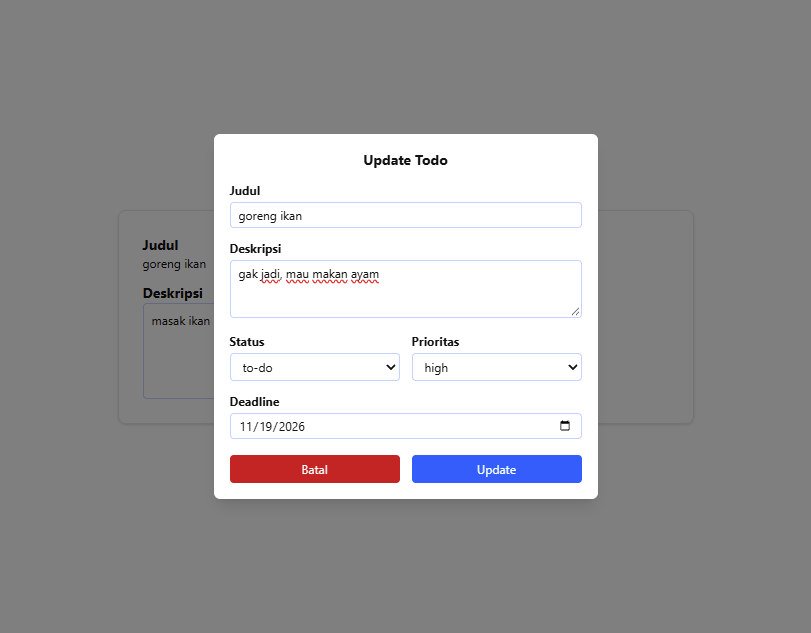 Update Todo
Judul
goreng ikan
Deskripsi
gak jadi, mau makan ayam
Status
Prioritas
to-do
high
Deadline
11/19/2026
Batal
Update
Judul
goreng ikan
Deskripsi
masak ikan